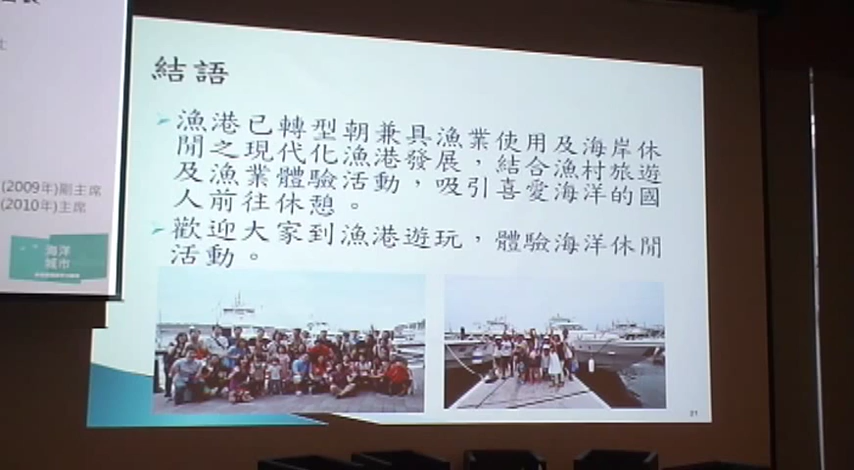 (2009年)副主席
(2010年)主席
海洋
城市
結語
漁港已轉型朝兼具漁業使用及海岸休
閒之現代化漁港發展，結合漁村旅遊
及漁業體驗活動，吸引喜愛海洋的國
人前往休憩。
歡迎大家到漁港遊玩，體驗海洋休閒
活動。
21